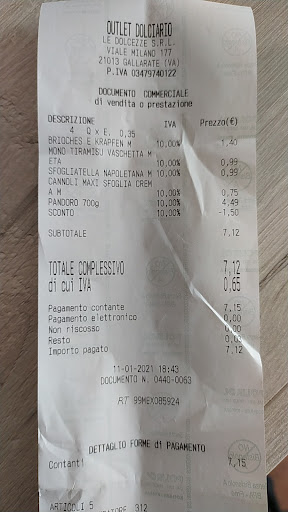 OUTLET DOLCIARIO
LE DOLCEZZE S.R.L.
VIALE MILANO 177
21013 GALLARATE (VA)
P.IVA 03479740122
DOCUMENTO COMMERCIALE
di vendita o prestazione
DESCRIZIONE IVA Prezzo(€)
4 Q x E. 0,35
BRIOCHES E KRAPFEN M 10,00% 1,40
MONO TIRAMISU VASCHETTA M
ETA 10,00% 0,99
SFOGLIATELLA NAPOLETANA M 10,00% 0,99
CANNOLI MAXI SFOGLIA CREM
A M 10,00% 0,75
PANDORO 700g 10,00% 4,49
SCONTO 10,00% -1,50
SUBTOTALE 7,12
TOTALE COMPLESSIVO 7,12
di cui IVA 0,65
Pagamento contante 7,15
Pagamento elettronico 0,00
Non riscosso 0,00
Resto 0,03
Importo pagato 7,12
11-01-2021 18:43
DOCUMENTO N. 0440-0063
RT 99MEX085924
DETTAGLIO FORME di PAGAMENTO
Contanti 7,15
ARTICOLI 5
312